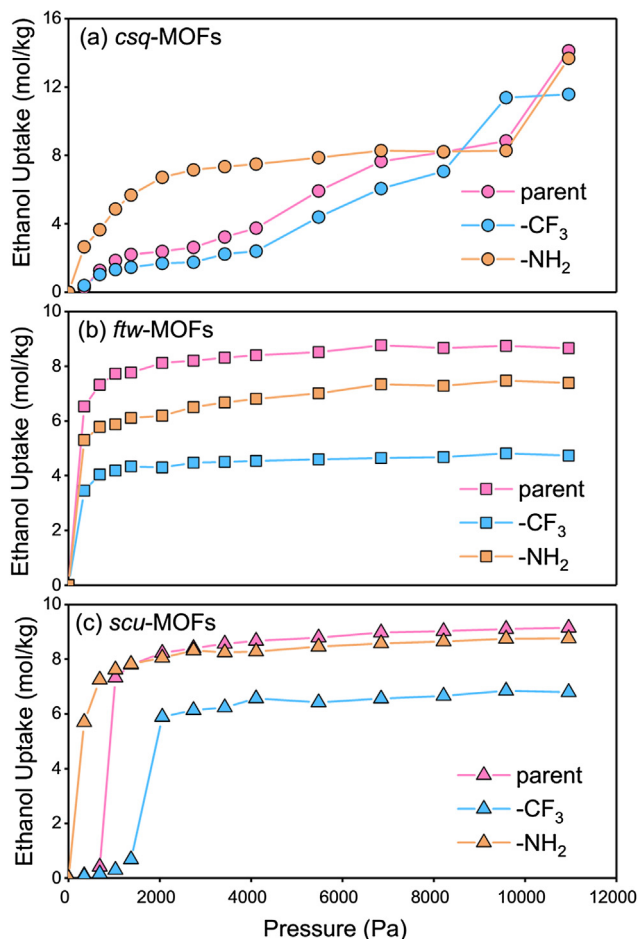 (a) csq-MOFs
Ethanol Uptake (mol/kg)
16
12
8
4
0
parent
-CF₃
-NH₂
(b) ftw-MOFs
Ethanol Uptake (mol/kg)
10
8
6
4
2
0
parent
-CF₃
-NH₂
(c) scu-MOFs
Ethanol Uptake (mol/kg)
10
8
6
4
2
0
parent
-CF₃
-NH₂
0 2000 4000 6000 8000 10000 12000
Pressure (Pa)